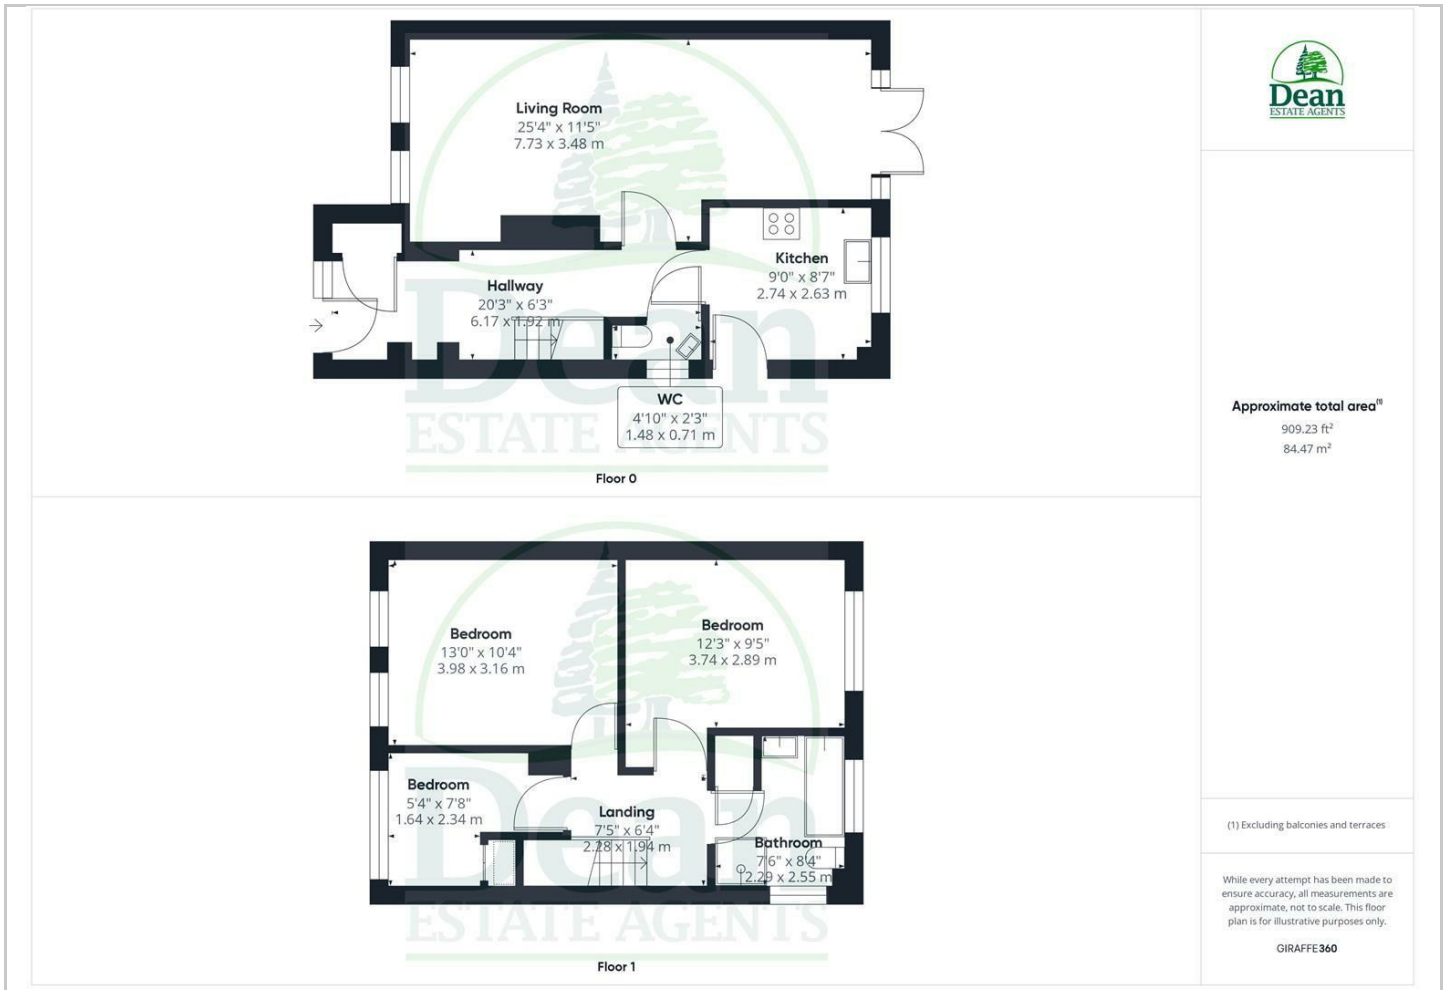 Living Room
25'4" x 11'5"
7.73 x 3.48 m
Kitchen
9'0" x 8'7"
2.74 x 2.63 m
Hallway
20'3" x 6'3"
6.17 x 1.92 m
WC
4'10" x 2'3"
1.48 x 0.71 m
Dean
ESTATE AGENTS
Floor 0
Bedroom
13'0" x 10'4"
3.98 x 3.16 m
Bedroom
12'3" x 9'5"
3.74 x 2.89 m
Bedroom
5'4" x 7'8"
1.64 x 2.34 m
Landing
7'5" x 6'4"
2.28 x 1.94 m
Bathroom
7'6" x 8'4"
2.29 x 2.55 m
Dean
ESTATE AGENTS
Floor 1
Dean
ESTATE AGENTS
Approximate total area(1)
909.23 ft²
84.47 m²
(1) Excluding balconies and terraces
While every attempt has been made to
ensure accuracy, all measurements are
approximate, not to scale. This floor
plan is for illustrative purposes only.
GIRAFFE360